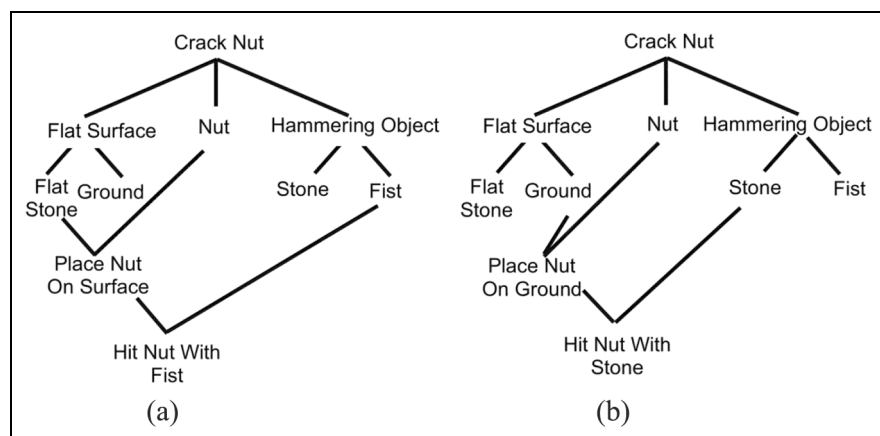 Crack Nut
Flat Surface
Nut
Hammering Object
Flat
Stone
Ground
Stone
Fist
Place Nut
On Surface
Hit Nut With
Fist
(a)
Crack Nut
Flat Surface
Nut
Hammering Object
Flat
Stone
Ground
Stone
Fist
Place Nut
On Ground
Hit Nut With
Stone
(b)